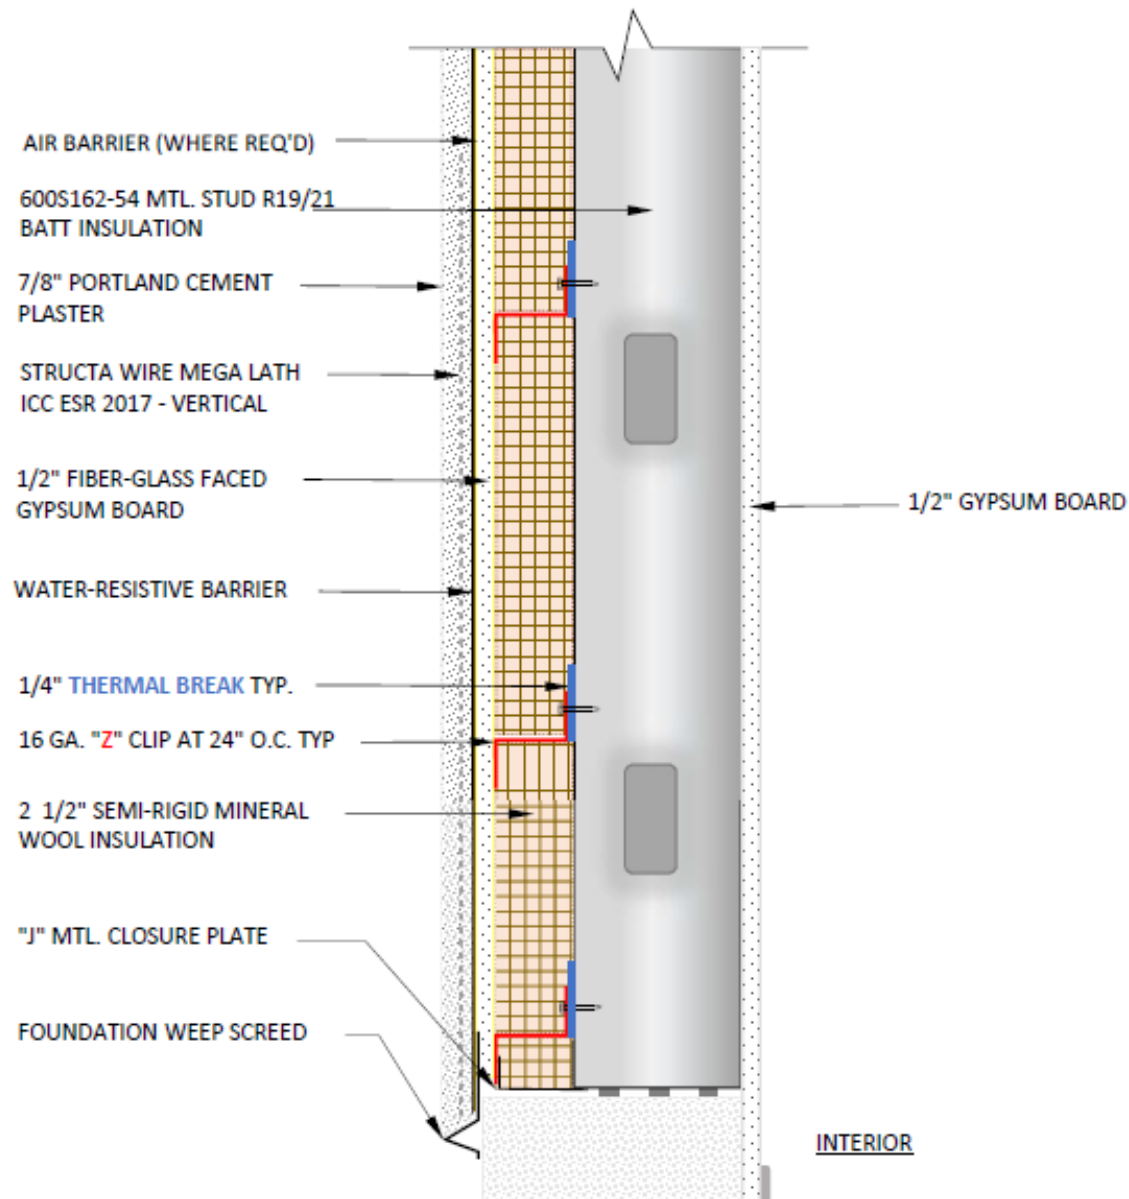 AIR BARRIER (WHERE REQ'D)
600S162-54 MTL. STUD R19/21
BATT INSULATION
7/8" PORTLAND CEMENT
PLASTER
STRUCTA WIRE MEGA LATH
ICC ESR 2017 - VERTICAL
1/2" FIBER-GLASS FACED
GYPSUM BOARD
1/2" GYPSUM BOARD
WATER-RESISTIVE BARRIER
1/4" THERMAL BREAK TYP.
16 GA. "Z" CLIP AT 24" O.C. TYP
2 1/2" SEMI-RIGID MINERAL
WOOL INSULATION
"J" MTL. CLOSURE PLATE
FOUNDATION WEEP SCREED
INTERIOR